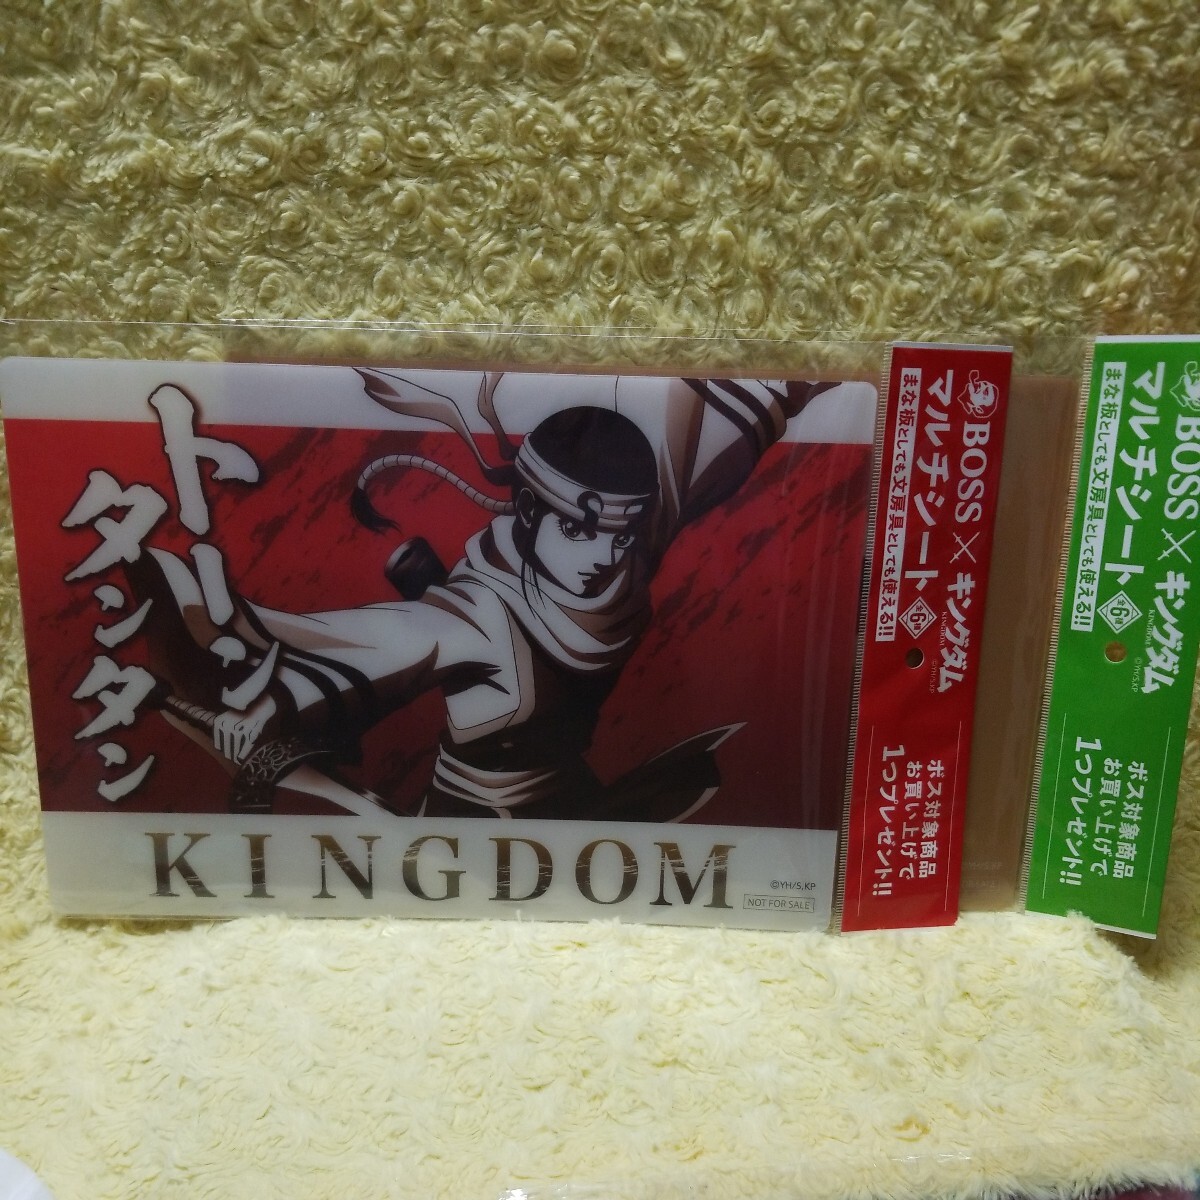 トーン
タンタン
KINGDOM
©YH/S,KP
NOT FOR SALE
BOSS×キングダム
KINGDOM
©YH/S,KP
マルチシート
全6種
まな板としても文房具としても使える!!
ボス対象商品
お買い上げで
1つプレゼント!!
BOSS×キングダム
KINGDOM
©YH/S,KP
マルチシート
全6種
まな板としても文房具としても使える!!
ボス対象商品
お買い上げで
1つプレゼント!!